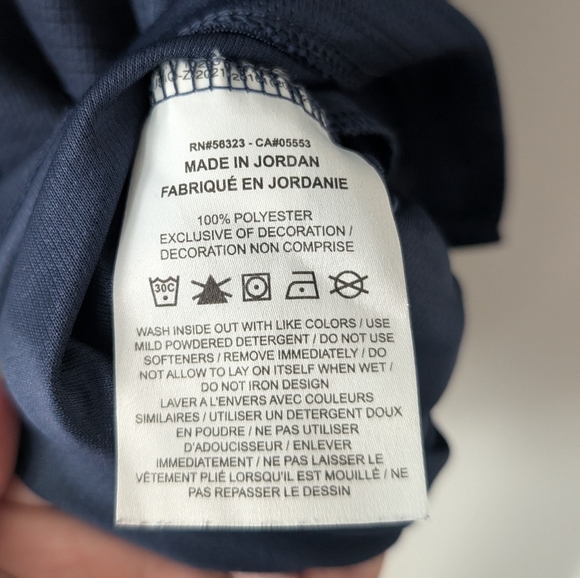 RN#56323 - CA#05553
MADE IN JORDAN
FABRIQUÉ EN JORDANIE
100% POLYESTER
EXCLUSIVE OF DECORATION /
DECORATION NON COMPRISE
30C
WASH INSIDE OUT WITH LIKE COLORS / USE
MILD POWDERED DETERGENT / DO NOT USE
SOFTENERS / REMOVE IMMEDIATELY / DO
NOT ALLOW TO LAY ON ITSELF WHEN WET /
DO NOT IRON DESIGN
LAVER A L'ENVERS AVEC COULEURS
SIMILAIRES / UTILISER UN DETERGENT DOUX
EN POUDRE / NE PAS UTILISER
D'ADOUCISSEUR / ENLEVER
IMMEDIATEMENT / NE PAS LAISSER LE
VÊTEMENT PLIÉ LORSQU'IL EST MOUILLÉ / NE
PAS REPASSER LE DESSIN